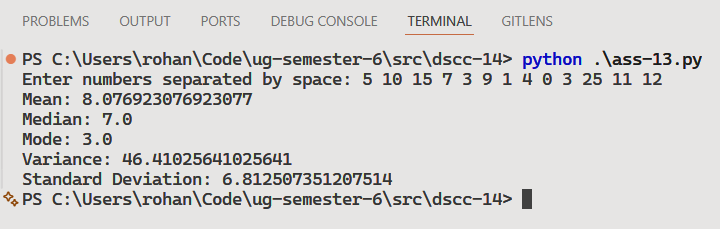 PROBLEMS OUTPUT PORTS DEBUG CONSOLE TERMINAL GITLENS
PS C:\Users\rohan\Code\ug-semester-6\src\dscc-14> python .\ass-13.py
Enter numbers separated by space: 5 10 15 7 3 9 1 4 0 3 25 11 12
Mean: 8.076923076923077
Median: 7.0
Mode: 3.0
Variance: 46.41025641025641
Standard Deviation: 6.812507351207514
PS C:\Users\rohan\Code\ug-semester-6\src\dscc-14>